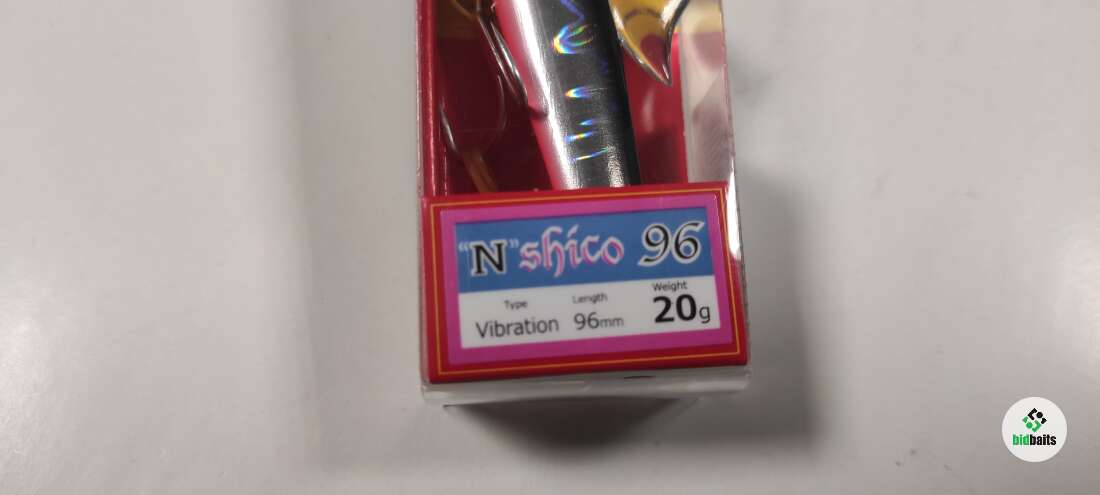 "N" shico 96
Type Length Weight
Vibration 96mm 20g
bidbaits